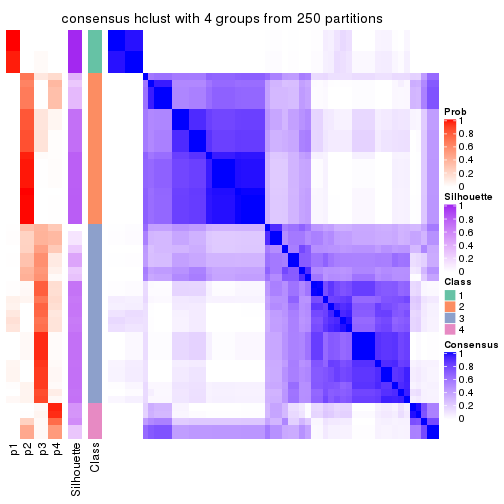 consensus hclust with 4 groups from 250 partitions
Prob
1
0.8
0.6
0.4
0.2
0
Silhouette
1
0.8
0.6
0.4
0.2
0
Class
1
2
3
4
Consensus
1
0.8
0.6
0.4
0.2
0
p1
p2
p3
p4
Silhouette
Class